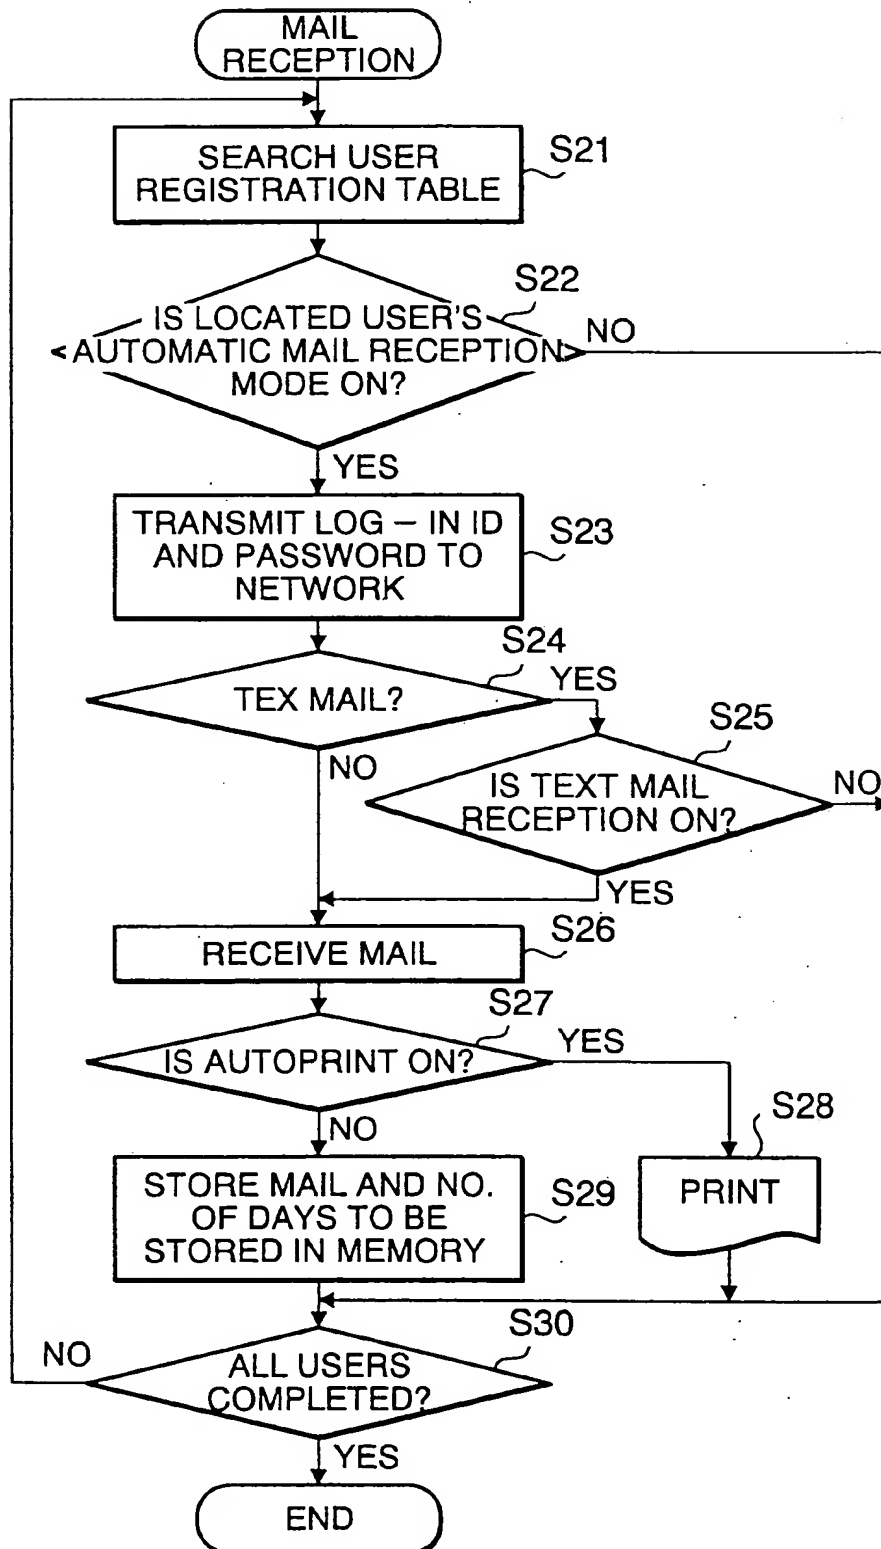 MAIL
RECEPTION
SEARCH USER
REGISTRATION TABLE
S21
S22
IS LOCATED USER'S
AUTOMATIC MAIL RECEPTION
MODE ON?
NO
YES
TRANSMIT LOG – IN ID
AND PASSWORD TO
NETWORK
S23
S24
TEX MAIL?
YES
NO
S25
IS TEXT MAIL
RECEPTION ON?
NO
YES
RECEIVE MAIL
S26
S27
IS AUTOPRINT ON?
YES
NO
S28
PRINT
STORE MAIL AND NO.
OF DAYS TO BE
STORED IN MEMORY
S29
S30
NO
ALL USERS
COMPLETED?
YES
END